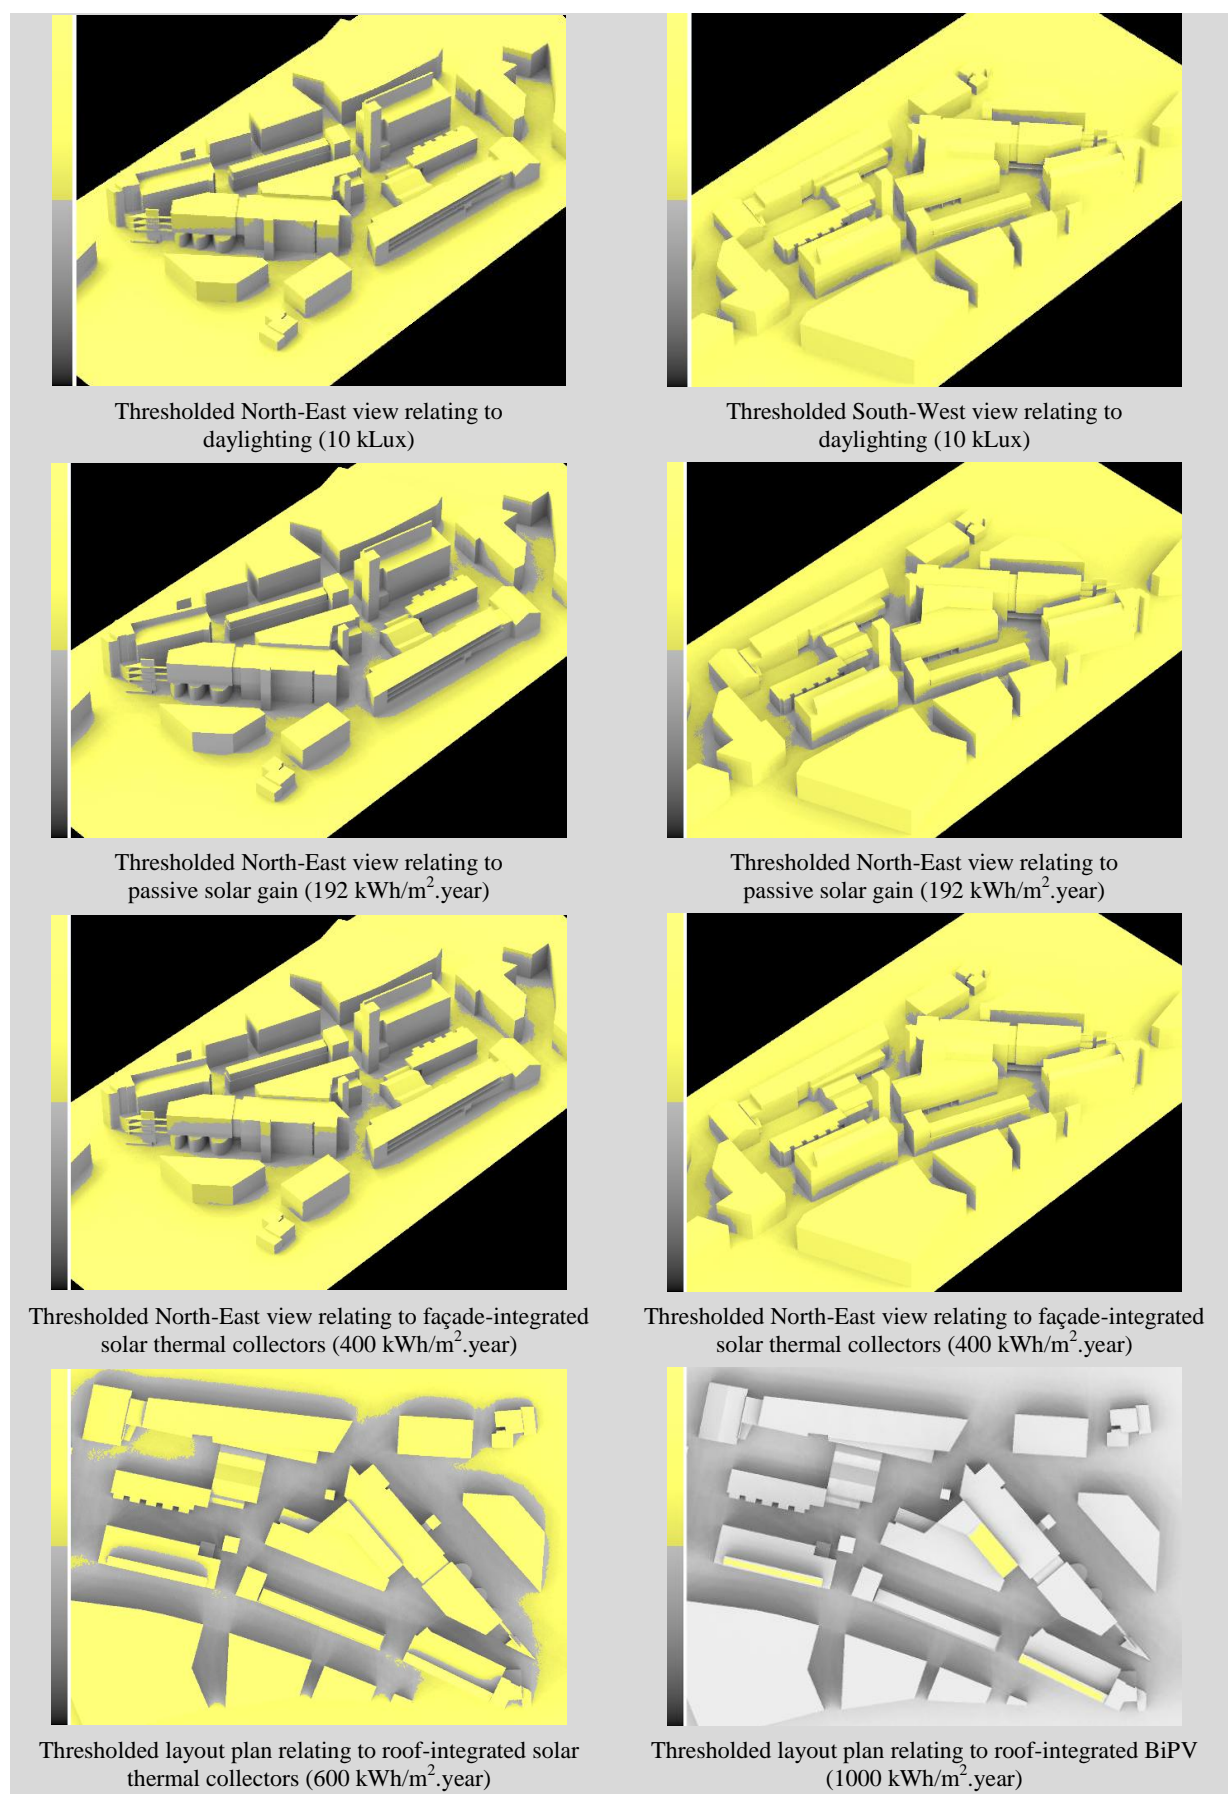 Thresholded North-East view relating to
daylighting (10 kLux)
Thresholded South-West view relating to
daylighting (10 kLux)
Thresholded North-East view relating to
passive solar gain (192 kWh/m².year)
Thresholded North-East view relating to
passive solar gain (192 kWh/m².year)
Thresholded North-East view relating to façade-integrated
solar thermal collectors (400 kWh/m².year)
Thresholded North-East view relating to façade-integrated
solar thermal collectors (400 kWh/m².year)
Thresholded layout plan relating to roof-integrated solar
thermal collectors (600 kWh/m².year)
Thresholded layout plan relating to roof-integrated BiPV
(1000 kWh/m².year)